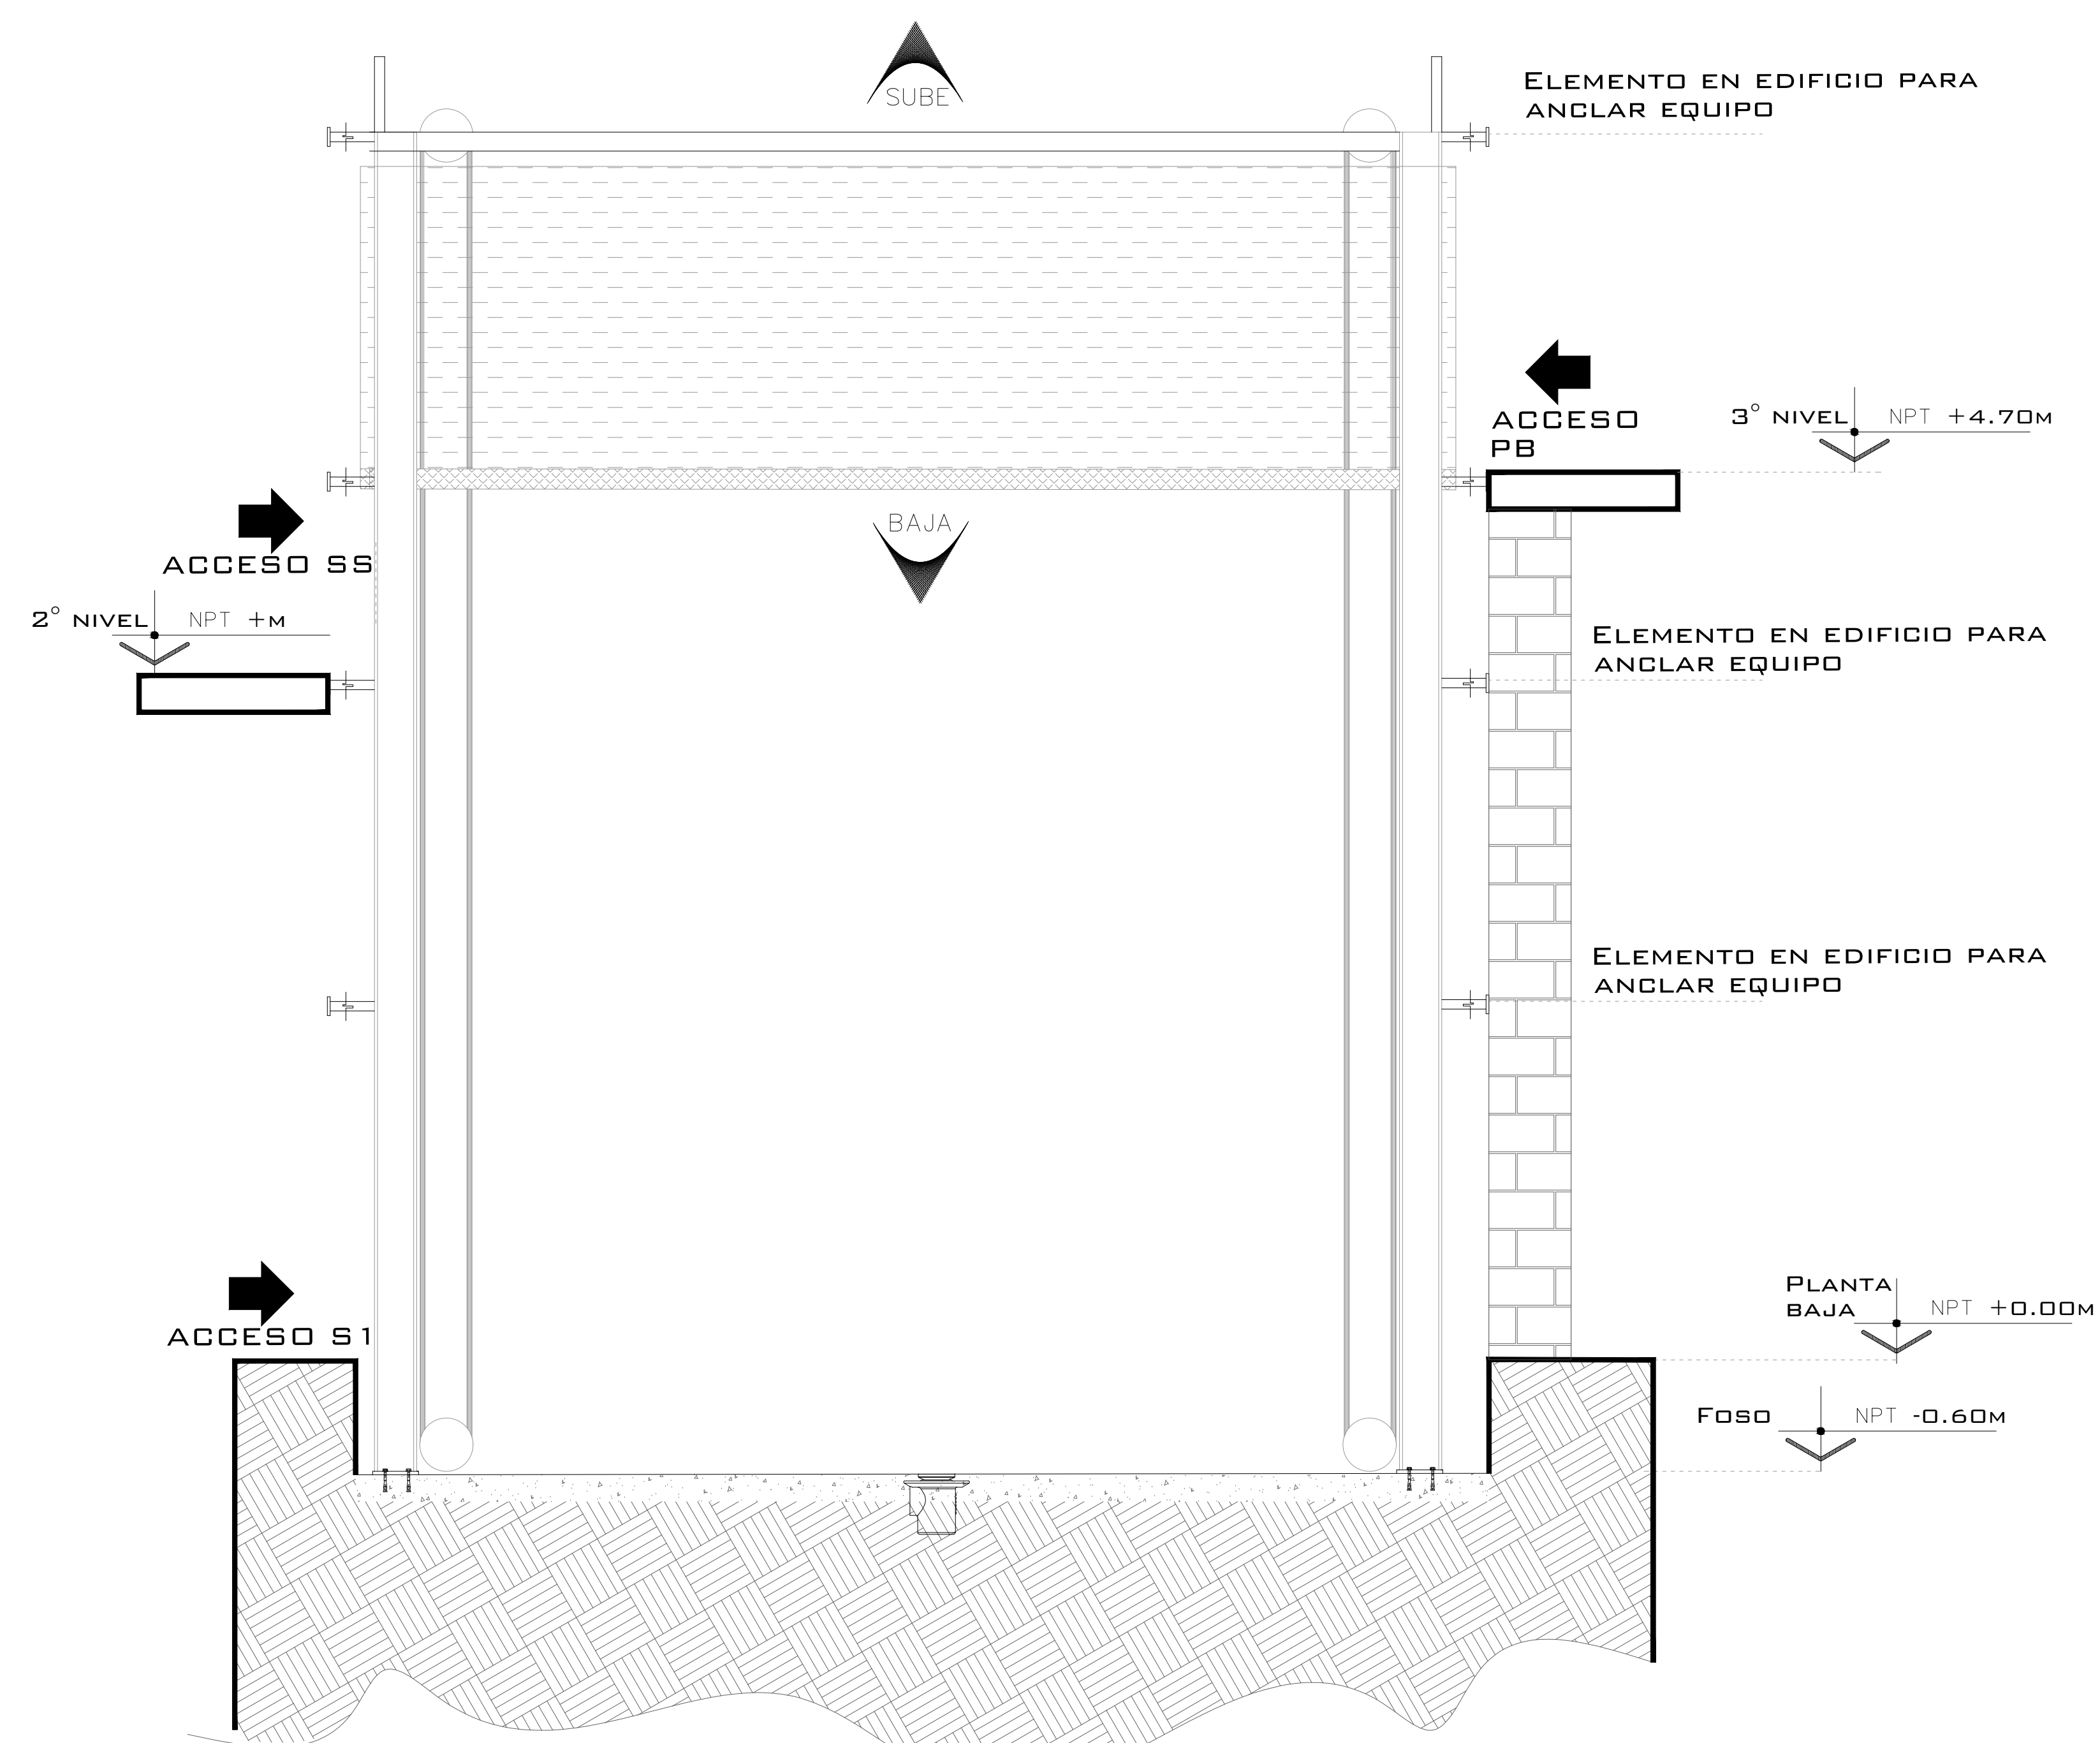 SUBE
ELEMENTO EN EDIFICIO PARA
ANCLAR EQUIPO
ACCESO
PB
3° NIVEL NPT +4.70M
BAJA
ACCESO SS
2° NIVEL NPT +M
ELEMENTO EN EDIFICIO PARA
ANCLAR EQUIPO
ELEMENTO EN EDIFICIO PARA
ANCLAR EQUIPO
ACCESO S1
PLANTA
BAJA NPT +0.00M
FOSO NPT -0.60M